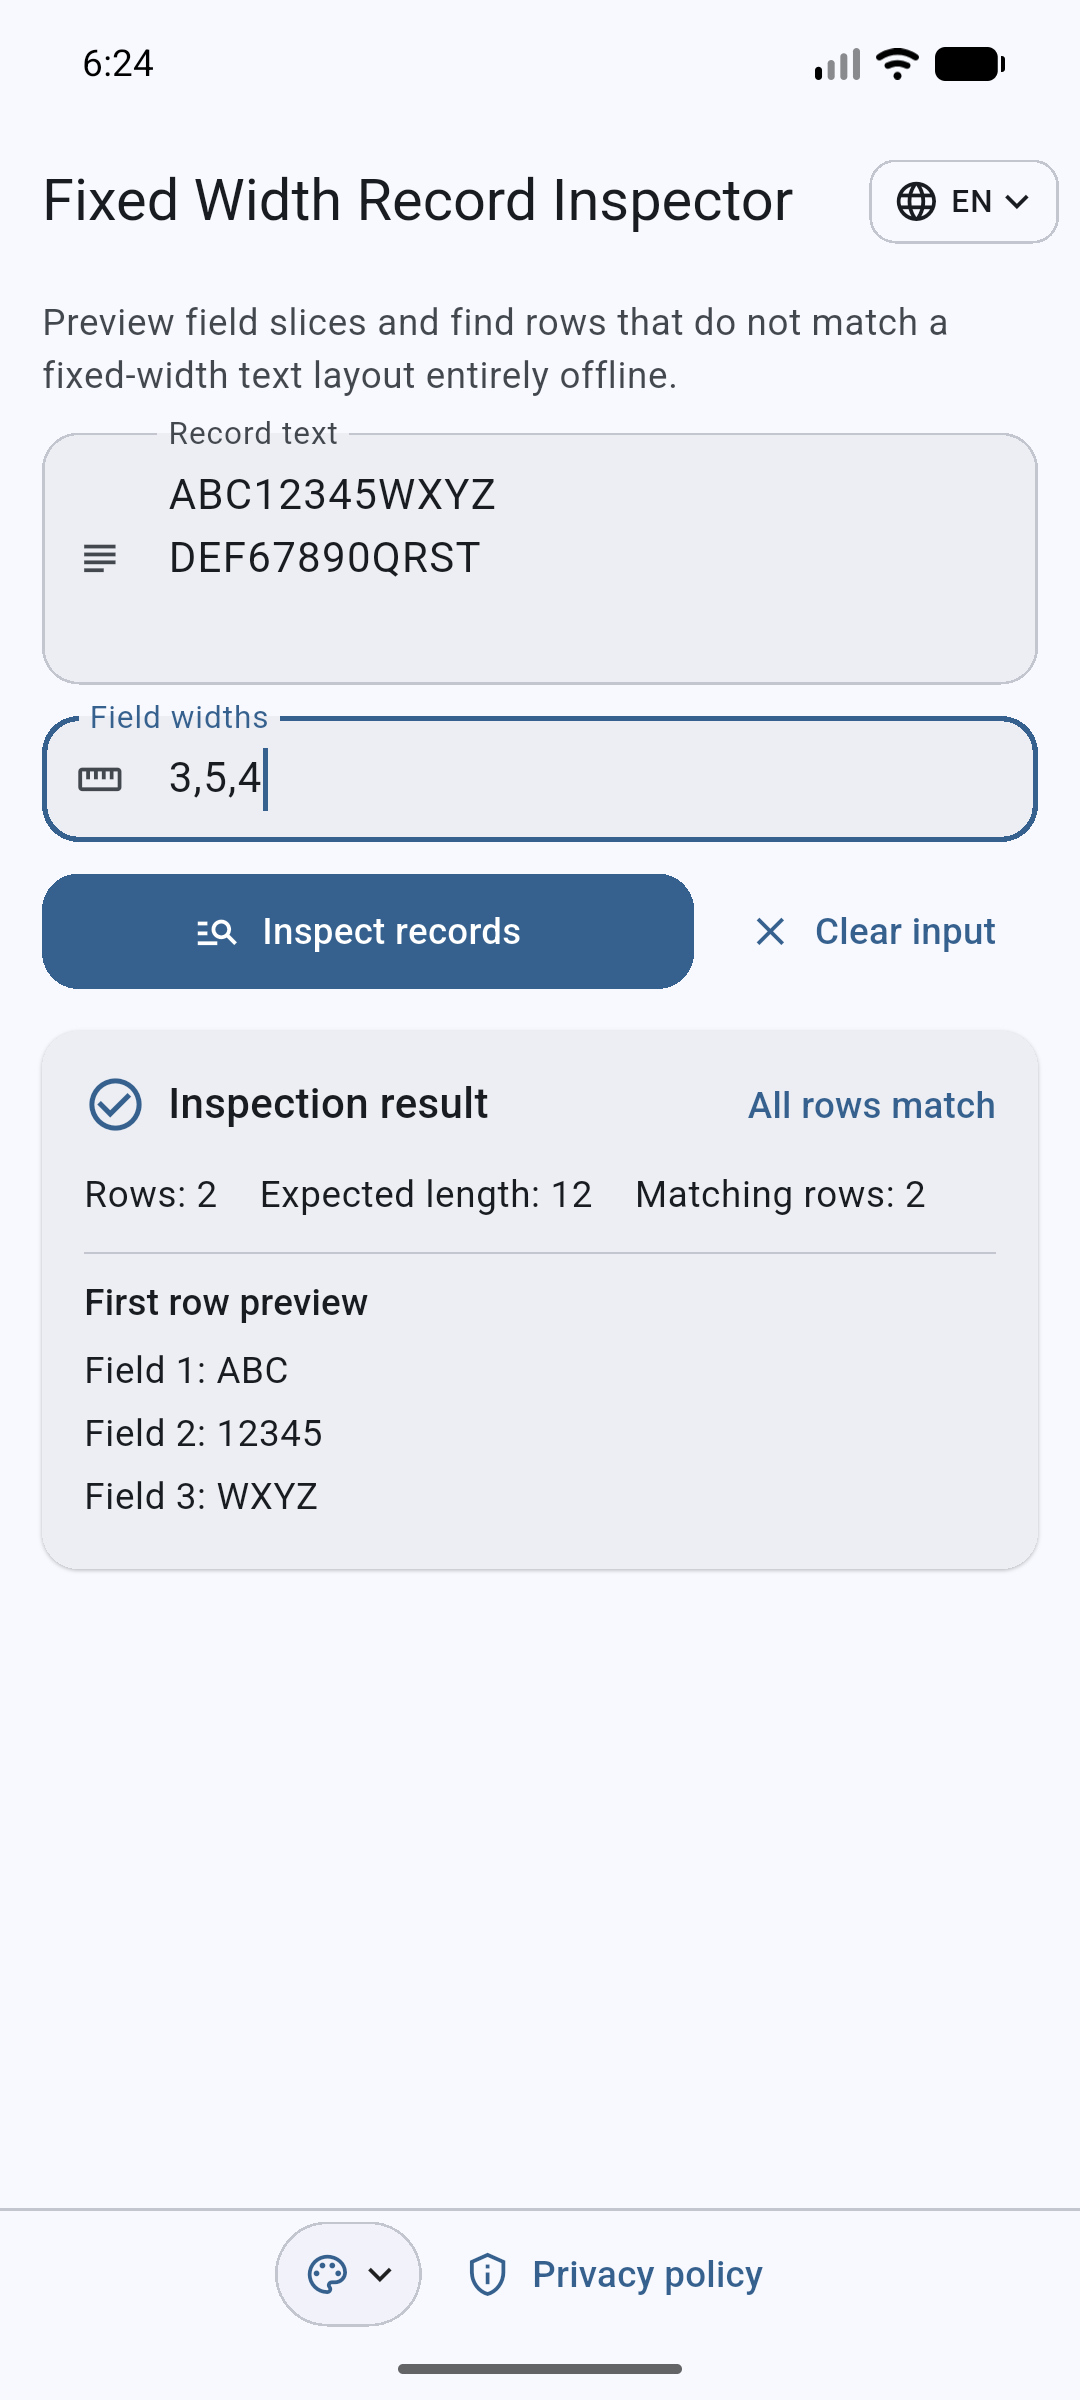 6:24
Fixed Width Record Inspector
EN
Preview field slices and find rows that do not match a
fixed-width text layout entirely offline.
Record text
ABC12345WXYZ
DEF67890QRST
Field widths
3,5,4
Inspect records
Clear input
Inspection result
All rows match
Rows: 2 Expected length: 12 Matching rows: 2
First row preview
Field 1: ABC
Field 2: 12345
Field 3: WXYZ
Privacy policy